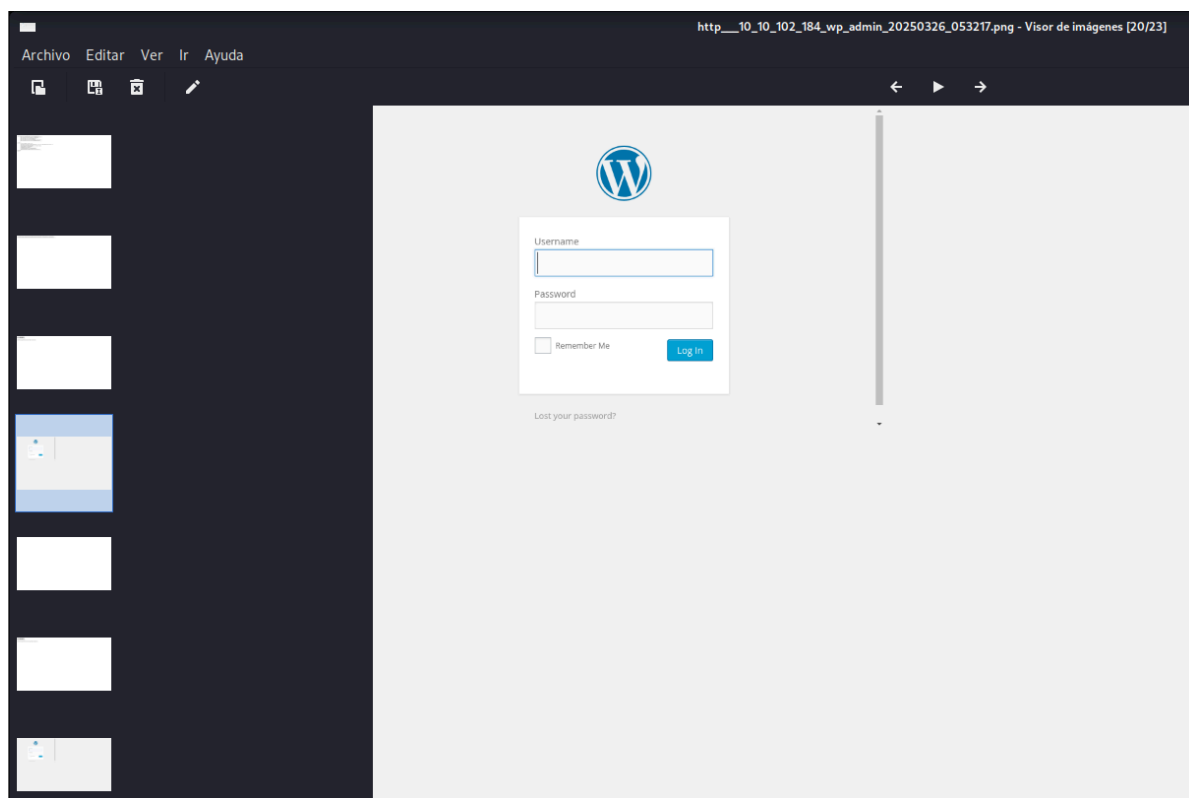 http___10_10_102_184_wp_admin_20250326_053217.png - Visor de imágenes [20/23]
Archivo Editar Ver Ir Ayuda
Username
Password
Remember Me
Log In
Lost your password?